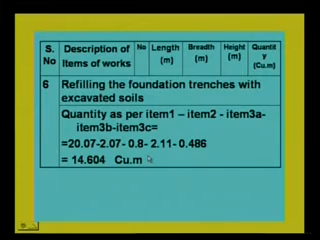 S. No Description of Items of works No Length (m) Breadth (m) Height (m) Quantit y (Cu.m)
6 Refilling the foundation trenches with
excavated soils
Quantity as per item1 – item2 - item3a-
item3b-item3c=
=20.07-2.07- 0.8- 2.11- 0.486
= 14.604 Cu.m